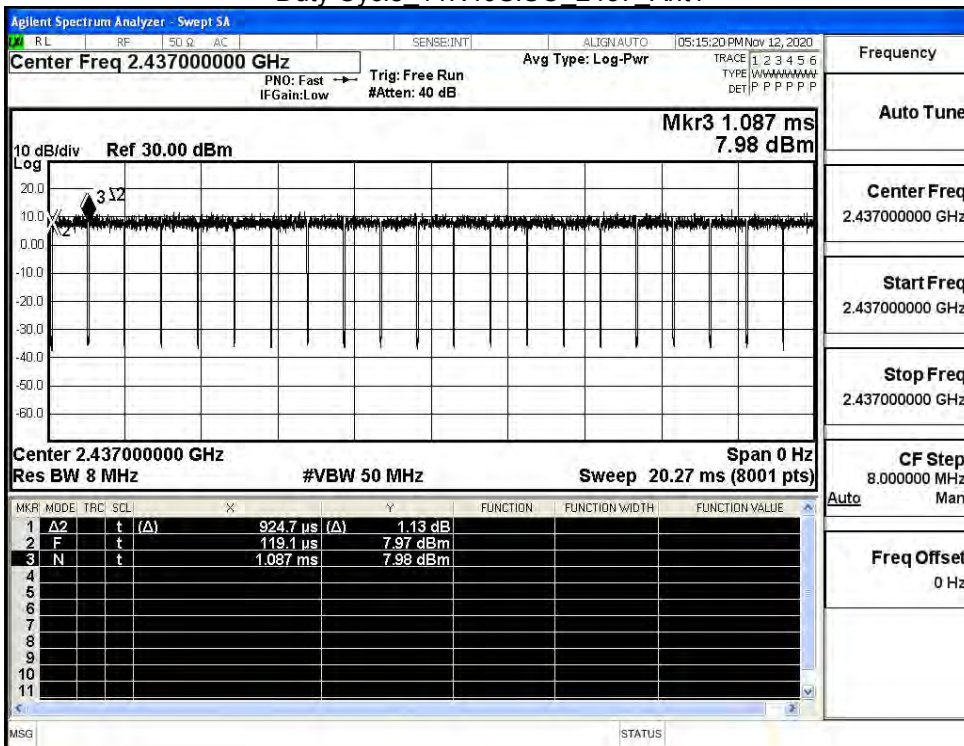 Agilent Spectrum Analyzer - Swept SA
RL RF 50 Ω AC SENSE:INT ALIGN AUTO 05:15:20 PM Nov 12, 2020
Center Freq 2.437000000 GHz Avg Type: Log-Pwr TRACE 1 2 3 4 5 6
PNO: Fast Trig: Free Run TYPE WWWWWW
IFGain:Low #Atten: 40 dB DET P P P P P P
Frequency
Auto Tune
Mkr3 1.087 ms
10 dB/div Ref 30.00 dBm 7.98 dBm
Log
20.0
10.0
0.00
-10.0
-20.0
-30.0
-40.0
-50.0
-60.0
Center Freq
2.437000000 GHz
Start Freq
2.437000000 GHz
Stop Freq
2.437000000 GHz
Center 2.437000000 GHz Span 0 Hz
Res BW 8 MHz #VBW 50 MHz Sweep 20.27 ms (8001 pts)
CF Step
8.000000 MHz
Auto Man
MKR MODE TRC SCL X Y FUNCTION FUNCTION WIDTH FUNCTION VALUE
1 Δ2 t (Δ) 924.7 µs (Δ) 1.13 dB
2 F t 119.1 µs 7.97 dBm
3 N t 1.087 ms 7.98 dBm
4
5
6
7
8
9
10
11
Freq Offset
0 Hz
MSG STATUS